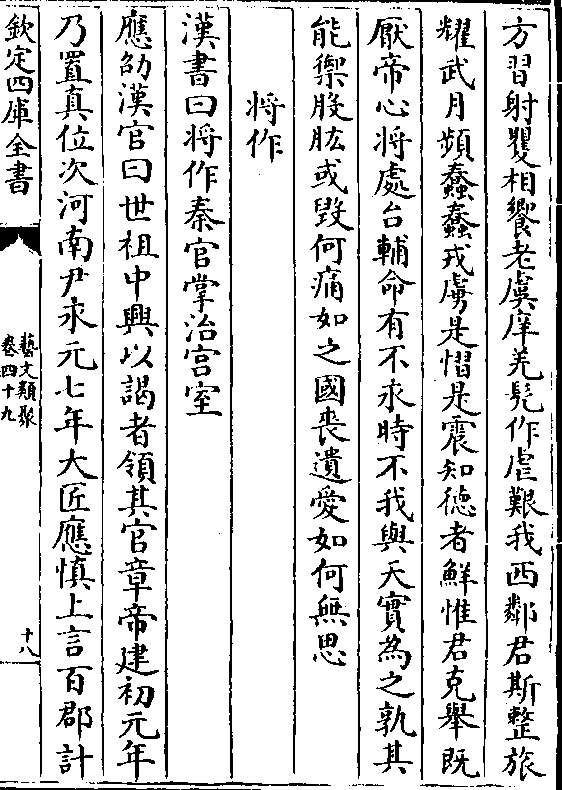 方習射矍相饗老虞庠羌髠作虐艱我西鄰君斯整旅
耀武月頻蠢蠢戎虜是慴是震知徳者鮮惟君克舉既
厭帝心将處台輔命有不永時不我與天實為之孰其
能禦股肱或毁何痛如之國喪遺愛如何無思
将作
漢書曰将作秦官掌治宫室
應劭漢官曰世祖中興以謁者領其官章帝建初元年
乃置真位次河南尹永元七年大匠應慎上言百郡計
欽定四庫全書
藝文類聚
卷四十九
十八